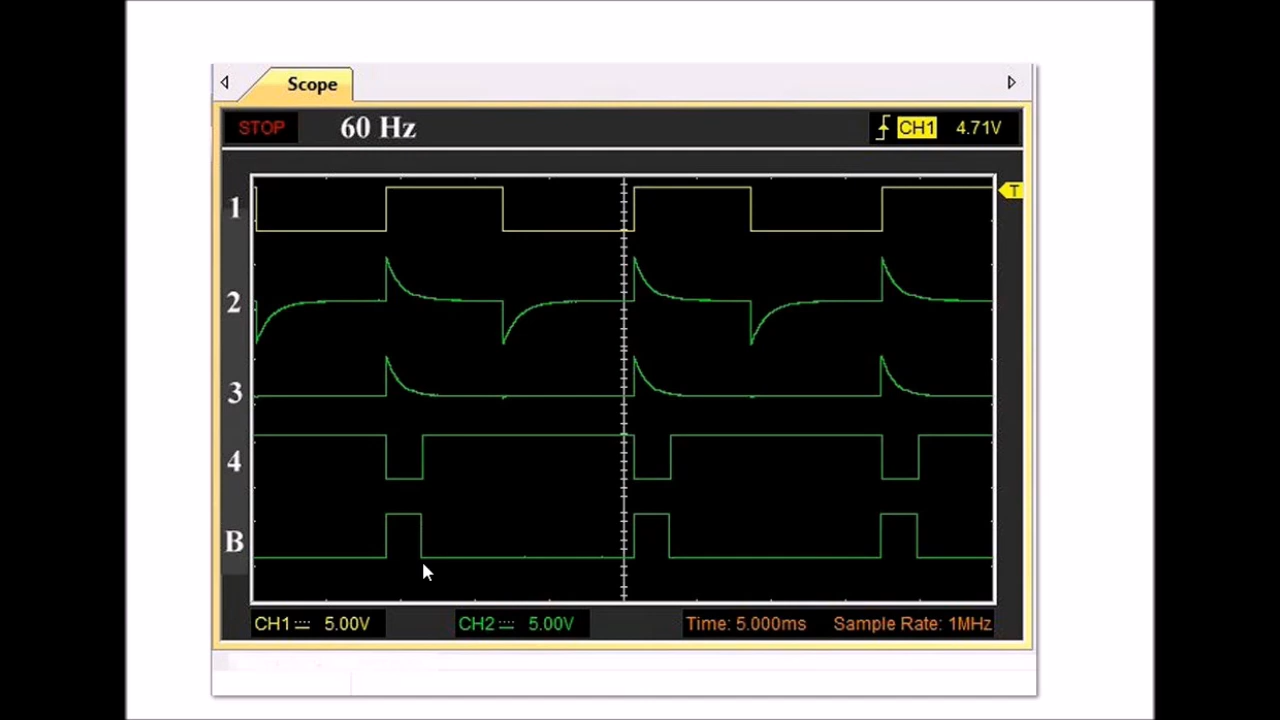 Scope
STOP 60 Hz CH1 4.71V
T
1
2
3
4
B
CH1 5.00V CH2 5.00V Time: 5.000ms Sample Rate: 1MHz